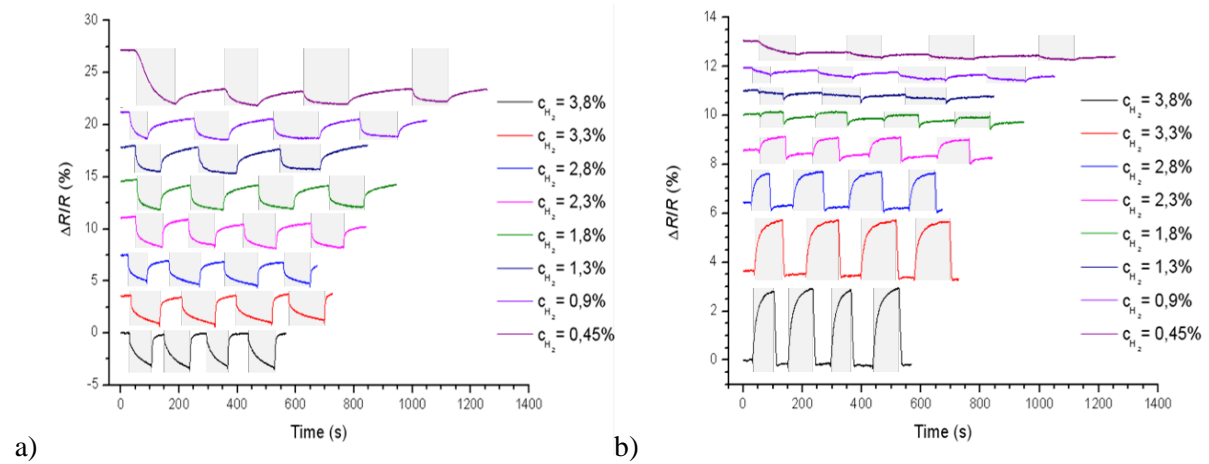 30
25
20
15
10
5
0
-5
ΔR/R (%)
0 200 400 600 800 1000 1200 1400
Time (s)
c_H₂ = 3,8%
c_H₂ = 3,3%
c_H₂ = 2,8%
c_H₂ = 2,3%
c_H₂ = 1,8%
c_H₂ = 1,3%
c_H₂ = 0,9%
c_H₂ = 0,45%
a)
14
12
10
8
6
4
2
0
ΔR/R (%)
0 200 400 600 800 1000 1200 1400
Time (s)
c_H₂ = 3,8%
c_H₂ = 3,3%
c_H₂ = 2,8%
c_H₂ = 2,3%
c_H₂ = 1,8%
c_H₂ = 1,3%
c_H₂ = 0,9%
c_H₂ = 0,45%
b)